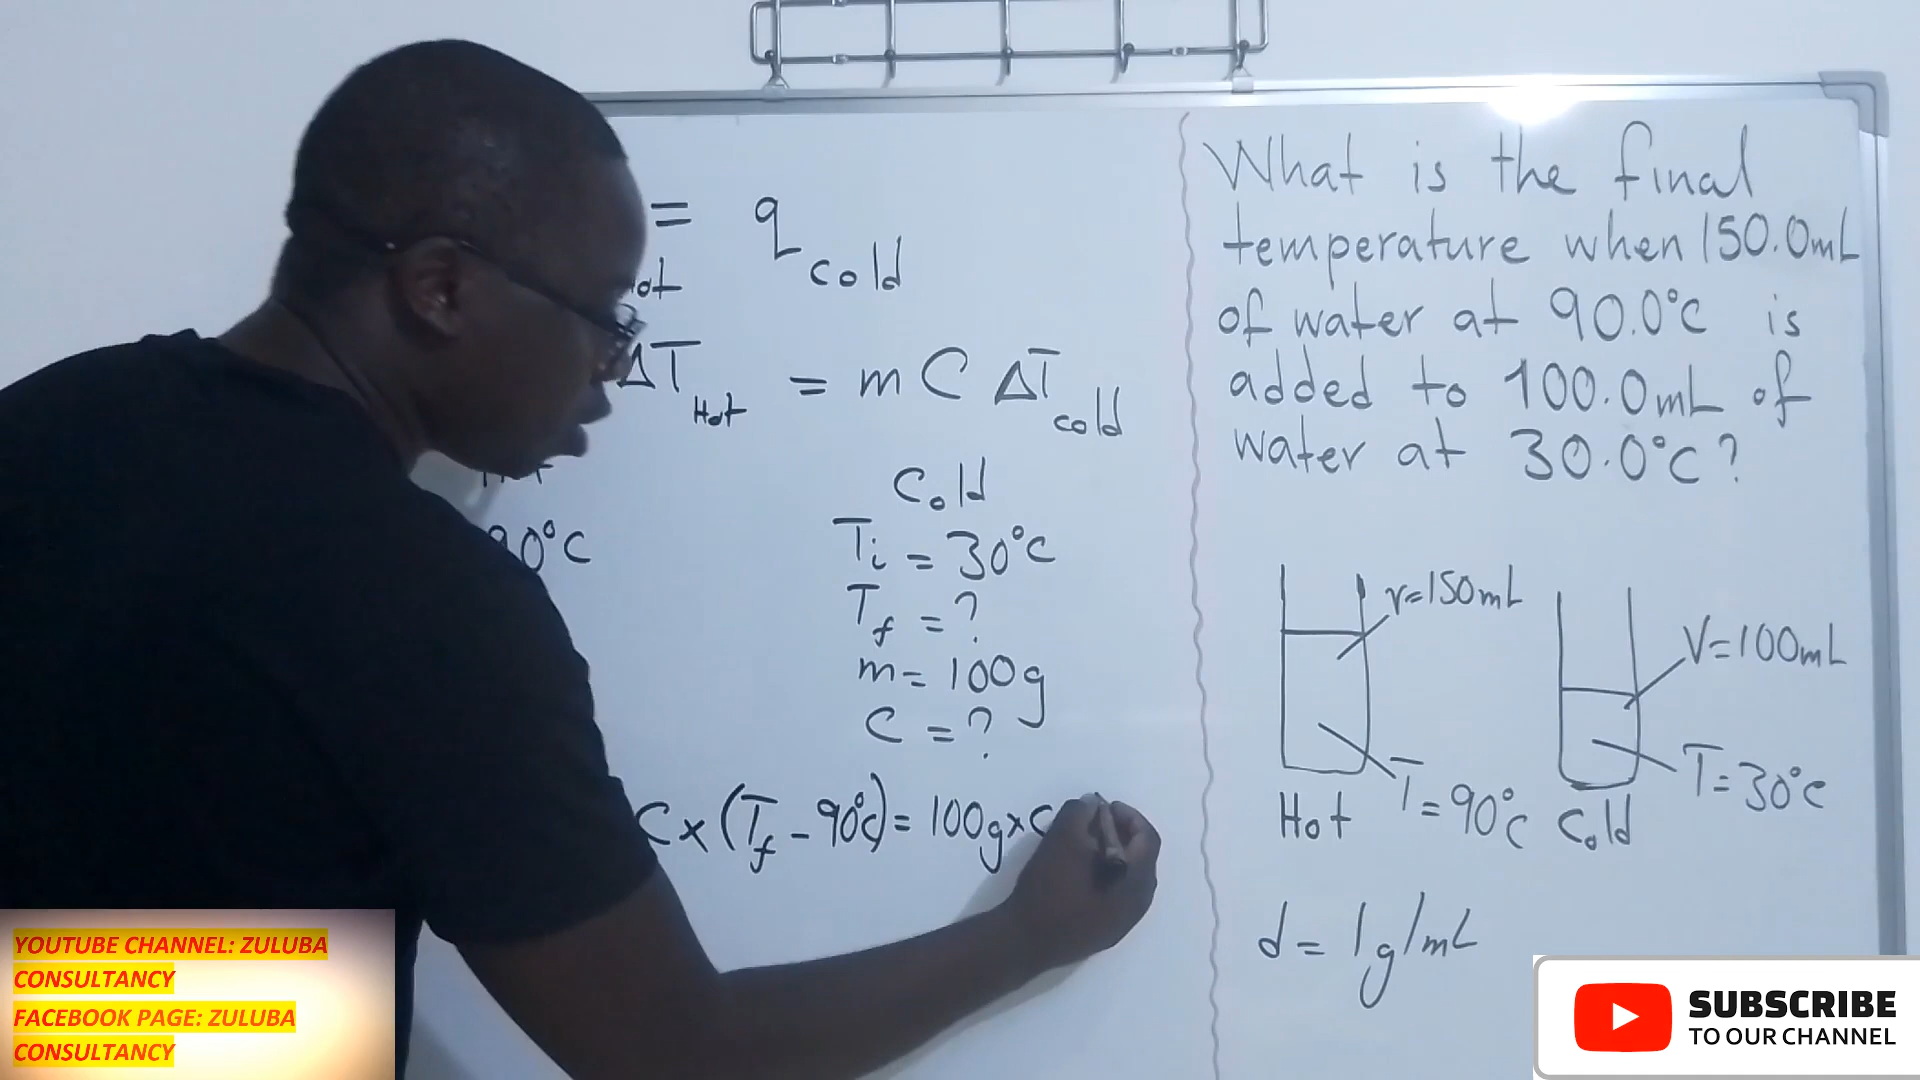 = q cold
ot
ΔT Hot = m C ΔT cold
Cold
90°C
Ti = 30°C
Tf = ?
m = 100g
C = ?
C x (Tf - 90°C) = 100g x C
What is the final
temperature when 150.0mL
of water at 90.0°C is
added to 100.0mL of
water at 30.0°C?
V=150mL
V=100mL
T=90°C
T=30°C
Hot
Cold
d = 1g/mL
YOUTUBE CHANNEL: ZULUBA
CONSULTANCY
FACEBOOK PAGE: ZULUBA
CONSULTANCY
SUBSCRIBE
TO OUR CHANNEL